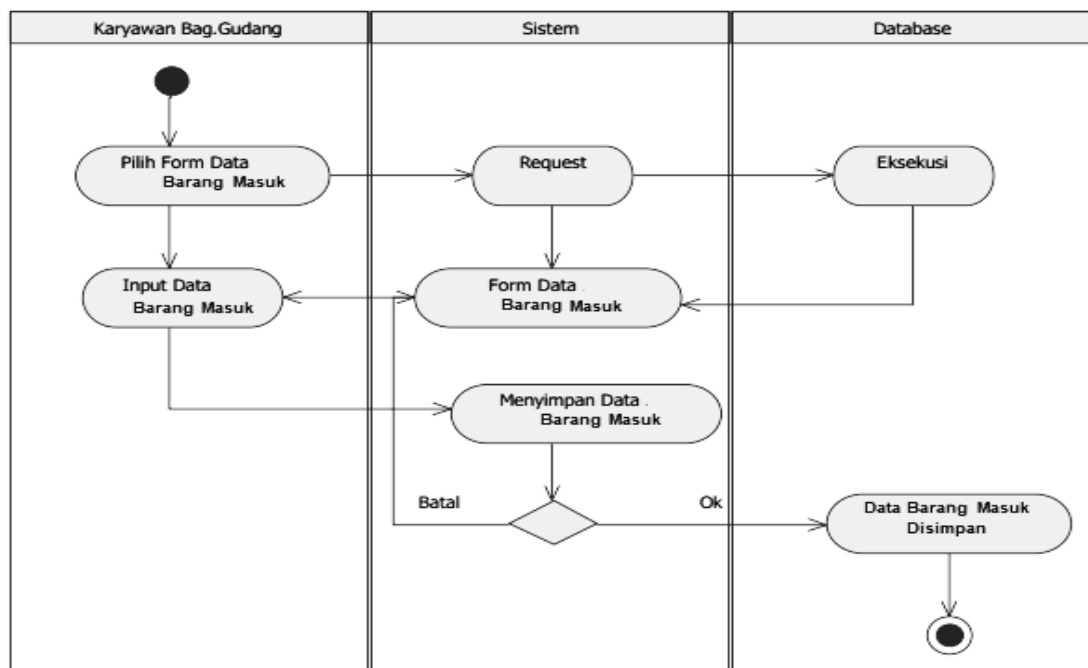 Karyawan Bag.Gudang
Sistem
Database
Pilih Form Data
Barang Masuk
Request
Eksekusi
Input Data
Barang Masuk
Form Data .
Barang Masuk
Menyimpan Data .
Barang Masuk
Batal
Ok
Data Barang Masuk
Disimpan